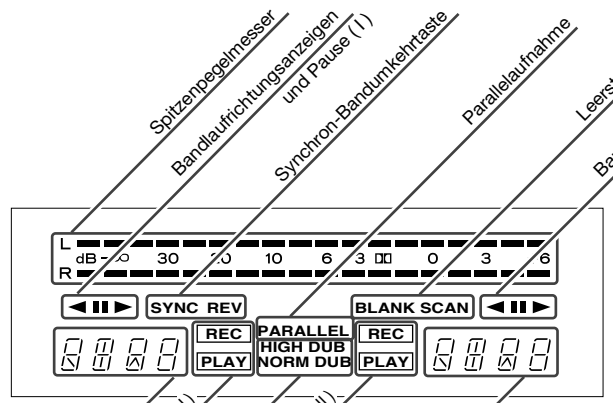 Spitzenpegelmesser
Bandlaufrichtungsanzeigen
und Pause (I)
Synchron-Bandumkehrtaste
Parallelaufnahme
L
dB -∞ 30 20 10 6 3 0 3 6
R
SYNC REV
BLANK SCAN
REC
PARALLEL
REC
HIGH DUB
PLAY
NORM DUB
PLAY